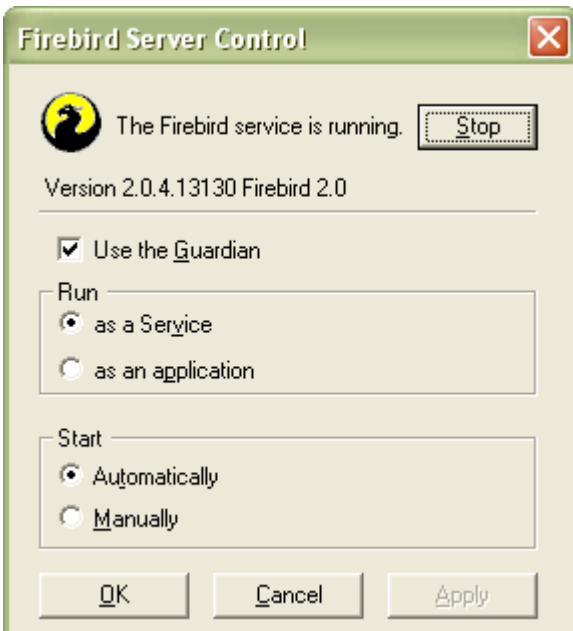 Firebird Server Control
The Firebird service is running. Stop
Version 2.0.4.13130 Firebird 2.0
Use the Guardian
Run
as a Service
as an application
Start
Automatically
Manually
OK Cancel Apply